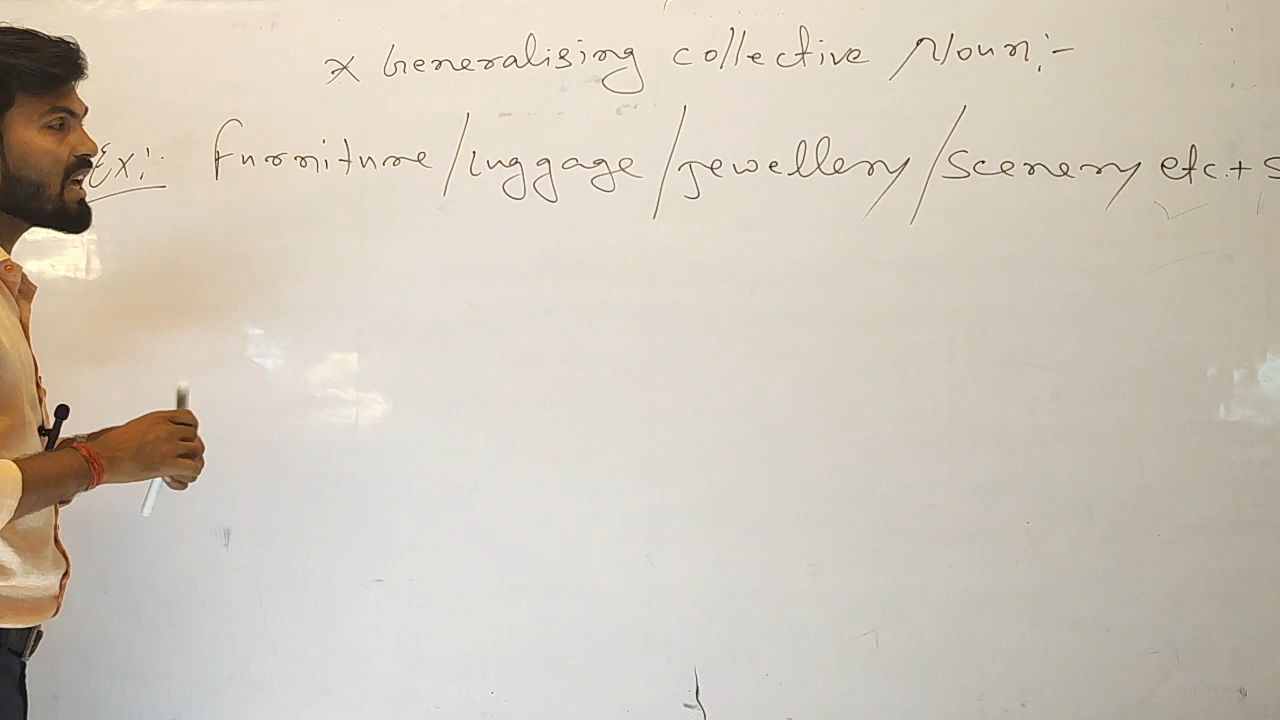 x Generalising collective Noun:-
Ex:- furniture/luggage/jewellery/scenery etc. + S